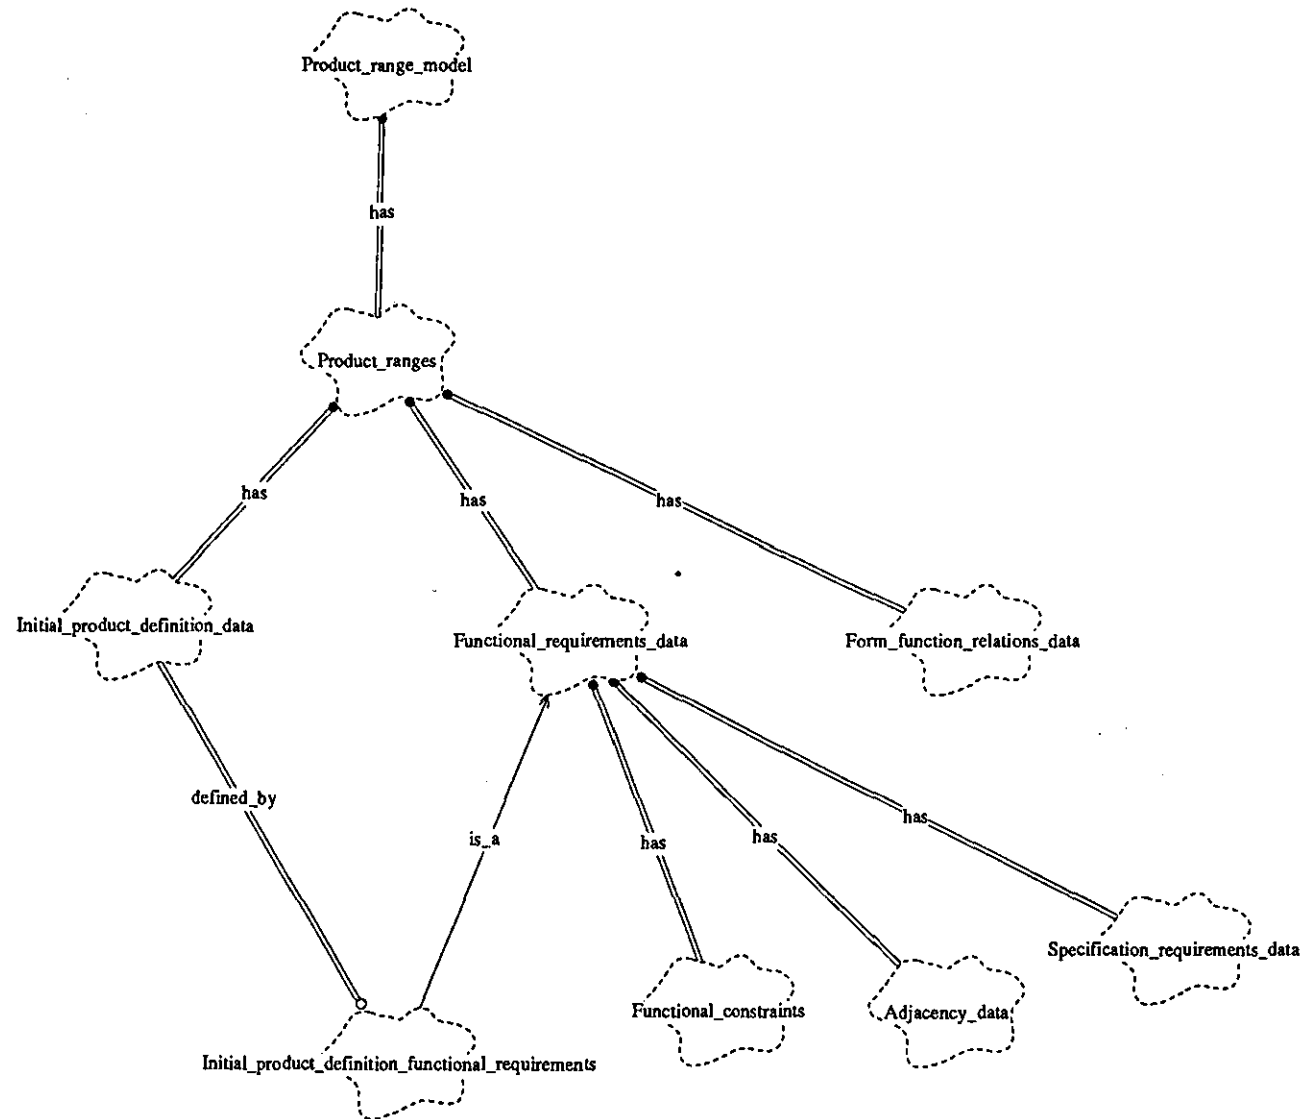 Product_range_model
has
Product_ranges
has
has
has
Initial_product_definition_data
Functional_requirements_data
Form_function_relations_data
defined_by
is_a
has
has
has
Specification_requirements_data
Functional_constraints
Adjacency_data
Initial_product_definition_functional_requirements